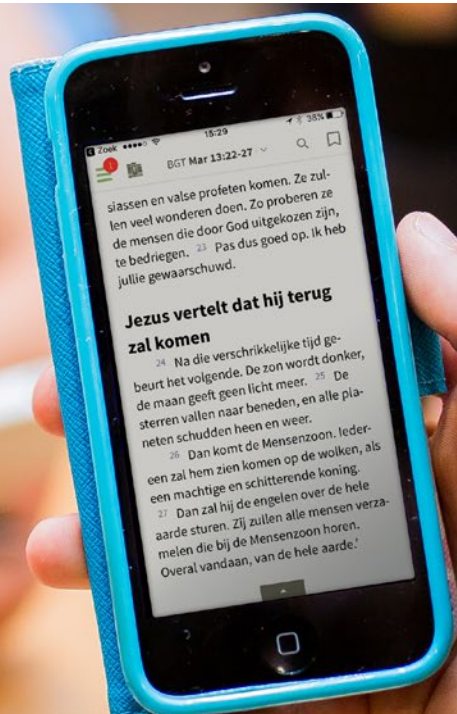 Zoek 15:29 38%
1 BGT Mar 13:22-27
siassen en valse profeten komen. Ze zul-
len veel wonderen doen. Zo proberen ze
de mensen die door God uitgekozen zijn,
te bedriegen. 23 Pas dus goed op. Ik heb
jullie gewaarschuwd.
Jezus vertelt dat hij terug
zal komen
24 Na die verschrikkelijke tijd ge-
beurt het volgende. De zon wordt donker,
de maan geeft geen licht meer. 25 De
sterren vallen naar beneden, en alle pla-
neten schudden heen en weer.
26 Dan komt de Mensenzoon. Ieder-
een zal hem zien komen op de wolken, als
een machtige en schitterende koning.
27 Dan zal hij de engelen over de hele
aarde sturen. Zij zullen alle mensen verza-
melen die bij de Mensenzoon horen.
Overal vandaan, van de hele aarde.’